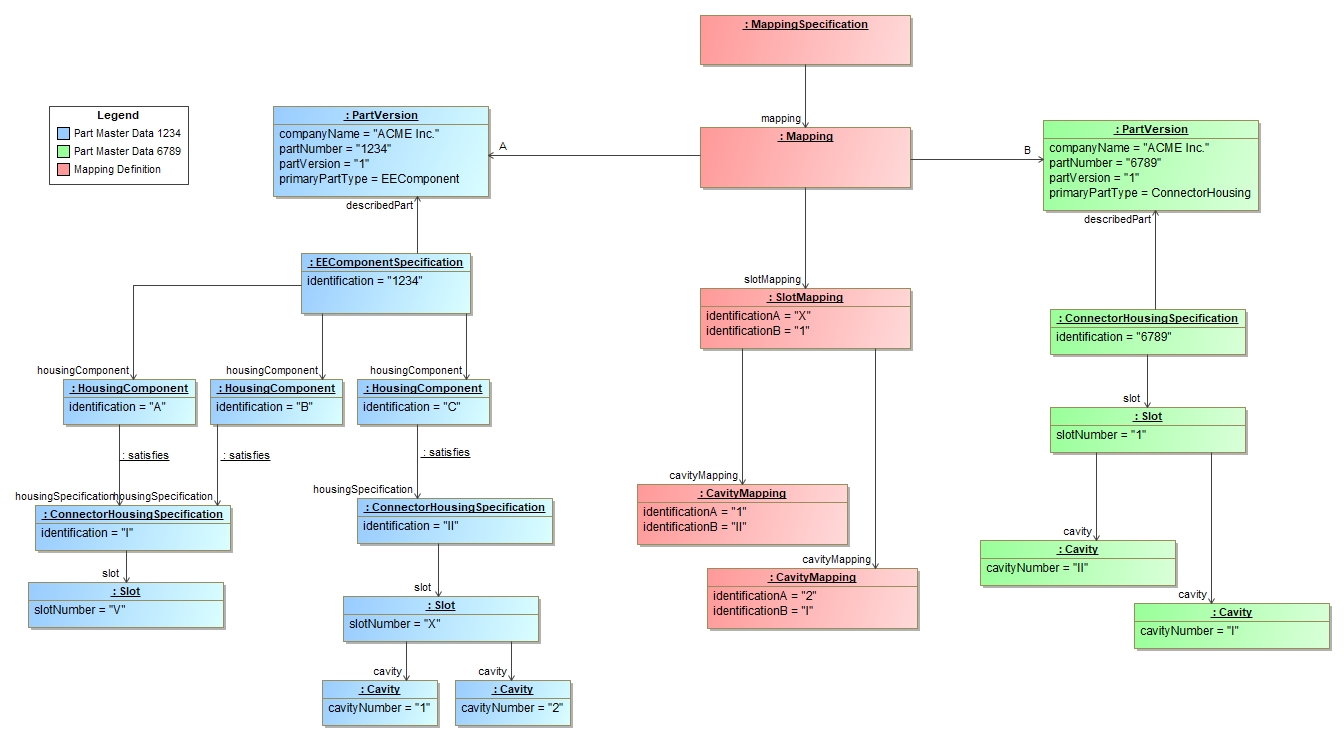 : MappingSpecification
mapping
Legend
Part Master Data 1234
Part Master Data 6789
Mapping Definition
: PartVersion
companyName = "ACME Inc."
partNumber = "1234"
partVersion = "1"
primaryPartType = EEComponent
A
: Mapping
B
: PartVersion
companyName = "ACME Inc."
partNumber = "6789"
partVersion = "1"
primaryPartType = ConnectorHousing
describedPart
describedPart
: EEComponentSpecification
identification = "1234"
slotMapping
: SlotMapping
identificationA = "X"
identificationB = "1"
: ConnectorHousingSpecification
identification = "6789"
housingComponent
housingComponent
housingComponent
: HousingComponent
identification = "A"
: HousingComponent
identification = "B"
: HousingComponent
identification = "C"
slot
: Slot
slotNumber = "1"
: satisfies
: satisfies
: satisfies
housingSpecification
housingSpecification
housingSpecification
: ConnectorHousingSpecification
identification = "I"
: ConnectorHousingSpecification
identification = "II"
cavityMapping
: CavityMapping
identificationA = "1"
identificationB = "II"
cavity
: Cavity
cavityNumber = "II"
slot
: Slot
slotNumber = "V"
slot
: Slot
slotNumber = "X"
cavityMapping
: CavityMapping
identificationA = "2"
identificationB = "I"
cavity
: Cavity
cavityNumber = "I"
cavity
cavity
: Cavity
cavityNumber = "1"
: Cavity
cavityNumber = "2"